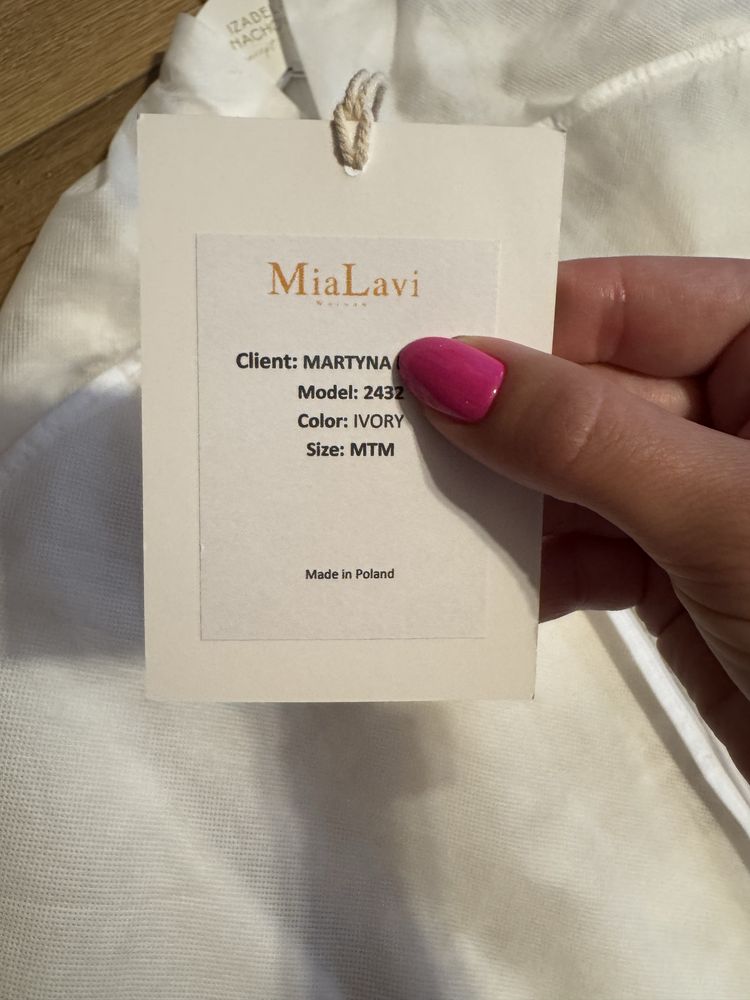 MiaLavi
Client: MARTYNA
Model: 2432
Color: IVORY
Size: MTM
Made in Poland